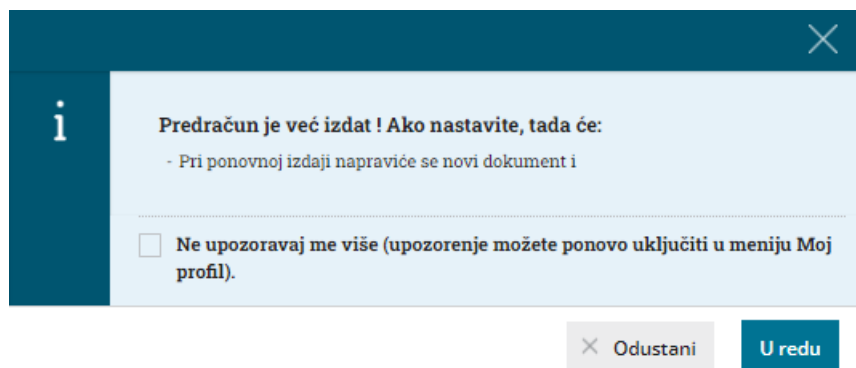 i
Predračun je već izdat ! Ako nastavite, tada će:
- Pri ponovnoj izdaji napraviće se novi dokument i
Ne upozoravaj me više (upozorenje možete ponovo uključiti u meniju Moj
profil).
Odustani
U redu